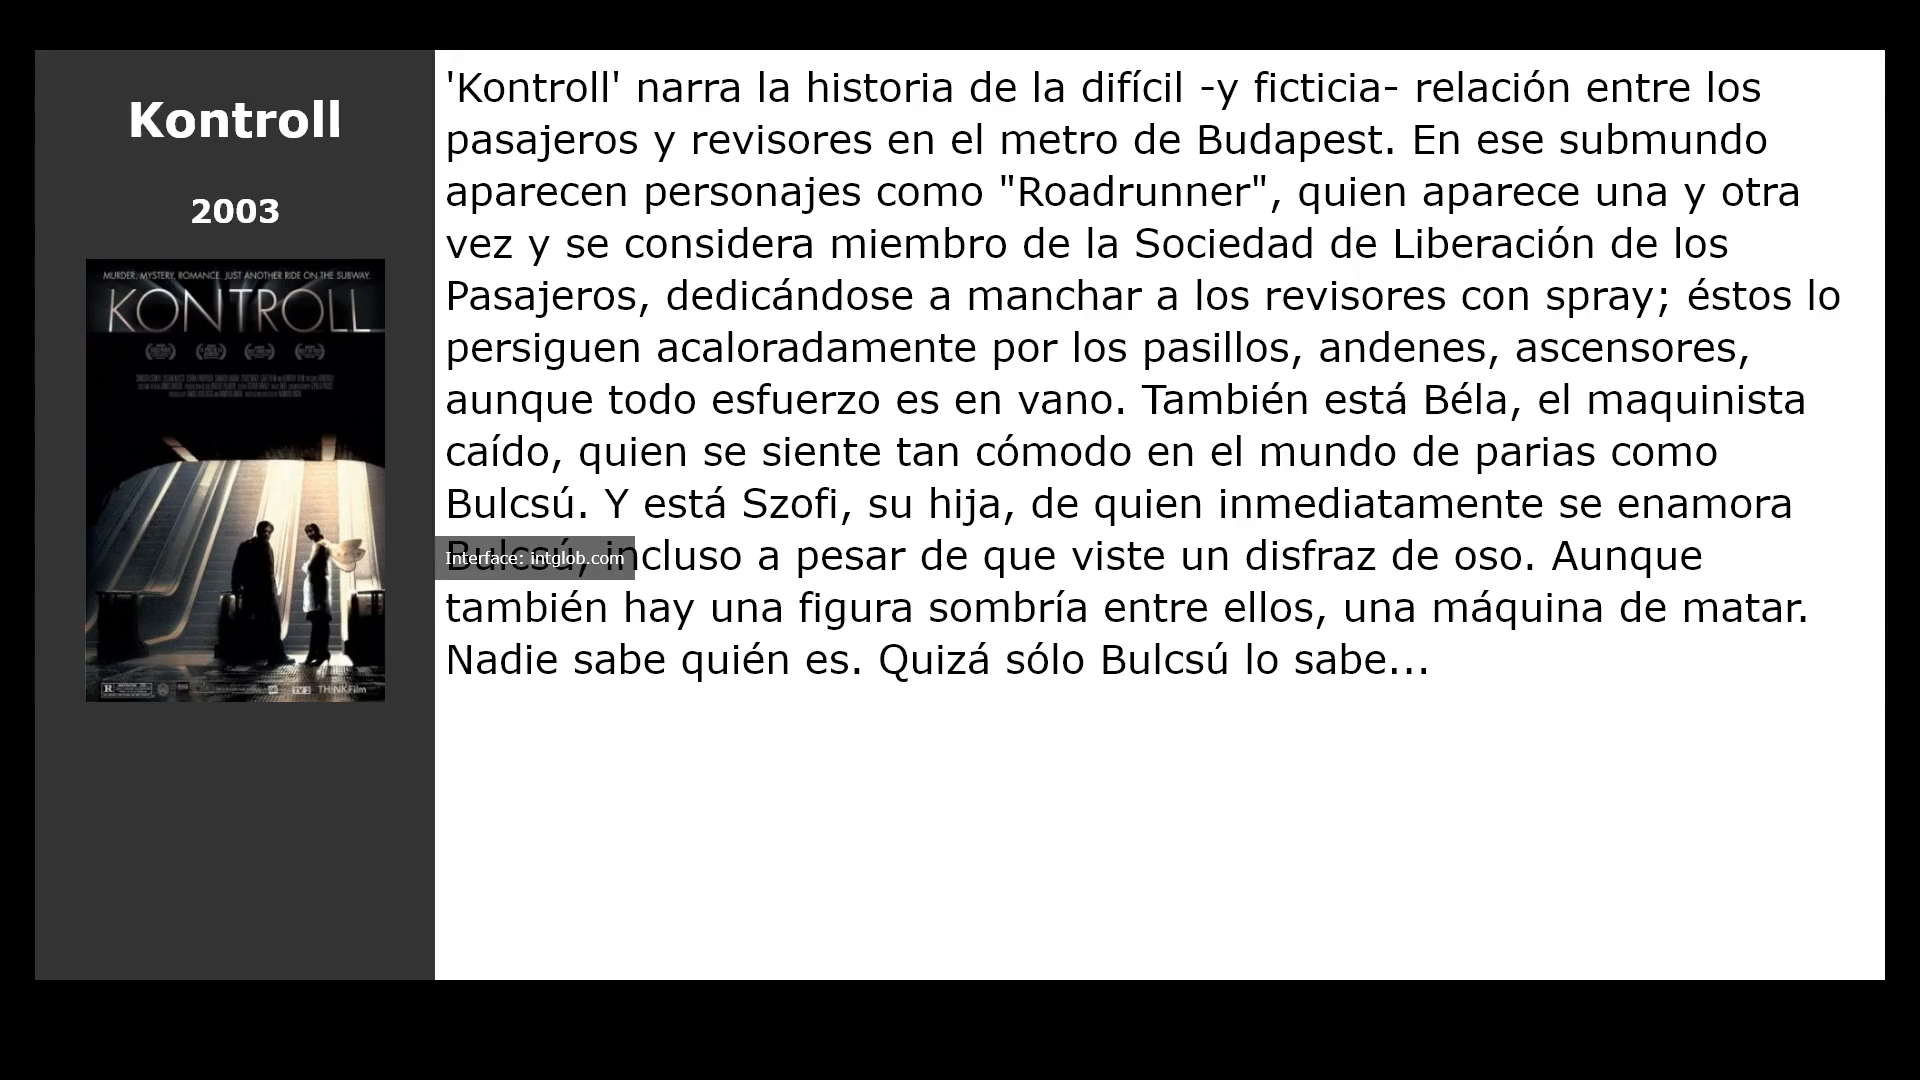 Kontroll
2003
MURDER. MYSTERY. ROMANCE. JUST ANOTHER RIDE ON THE SUBWAY.
KONTROLL
R
TV2
TH!NKFilm
'Kontroll' narra la historia de la difícil -y ficticia- relación entre los
pasajeros y revisores en el metro de Budapest. En ese submundo
aparecen personajes como "Roadrunner", quien aparece una y otra
vez y se considera miembro de la Sociedad de Liberación de los
Pasajeros, dedicándose a manchar a los revisores con spray; éstos lo
persiguen acaloradamente por los pasillos, andenes, ascensores,
aunque todo esfuerzo es en vano. También está Béla, el maquinista
caído, quien se siente tan cómodo en el mundo de parias como
Bulcsú. Y está Szofi, su hija, de quien inmediatamente se enamora
Bulcsú, incluso a pesar de que viste un disfraz de oso. Aunque
también hay una figura sombría entre ellos, una máquina de matar.
Nadie sabe quién es. Quizá sólo Bulcsú lo sabe...
Interface: intglob.com